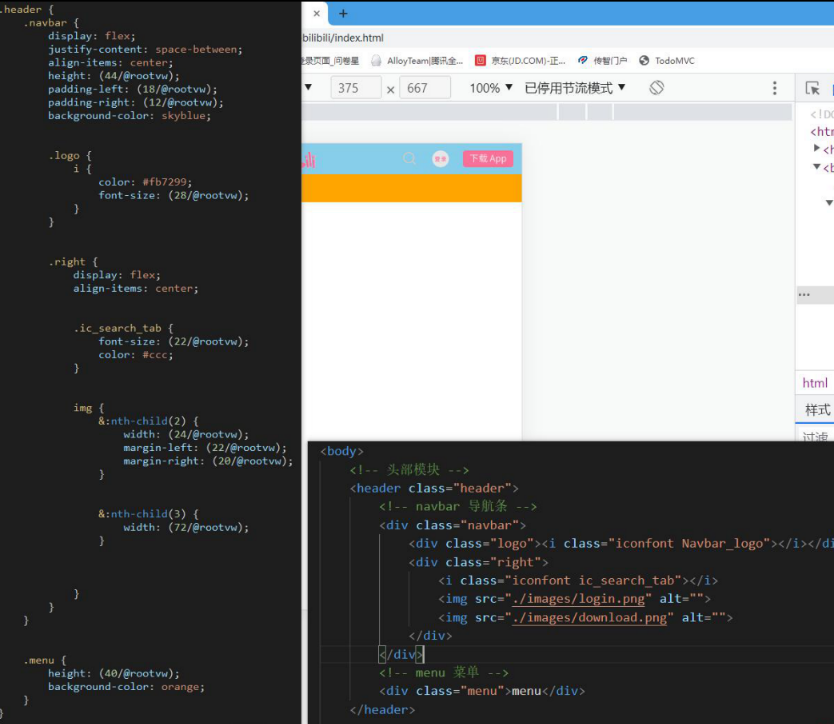 .header {
.navbar {
display: flex;
justify-content: space-between;
align-items: center;
height: (44/@rootvw);
padding-left: (18/@rootvw);
padding-right: (12/@rootvw);
background-color: skyblue;
.logo {
i {
color: #fb7299;
font-size: (28/@rootvw);
}
}
.right {
display: flex;
align-items: center;
.ic_search_tab {
font-size: (22/@rootvw);
color: #ccc;
}
img {
&:nth-child(2) {
width: (24/@rootvw);
margin-left: (22/@rootvw);
margin-right: (20/@rootvw);
}
&:nth-child(3) {
width: (72/@rootvw);
}
}
}
}
.menu {
height: (40/@rootvw);
background-color: orange;
}
}
× +
bilibili/index.html
录页面_问卷星 AlloyTeam|腾讯全... 京东(JD.COM)-正... 传智门户 TodoMVC
▼ 375 × 667 100% ▼ 已停用节流模式 ▼
下载 App
<!DO
<htm
▶<h
▼<b
▼
...
html
样式
过滤
<body>
<!-- 头部模块 -->
<header class="header">
<!-- navbar 导航条 -->
<div class="navbar">
<div class="logo"><i class="iconfont Navbar_logo"></i></di
<div class="right">
<i class="iconfont ic_search_tab"></i>
<img src="./images/login.png" alt="">
<img src="./images/download.png" alt="">
</div>
</div>
<!-- menu 菜单 -->
<div class="menu">menu</div>
</header>